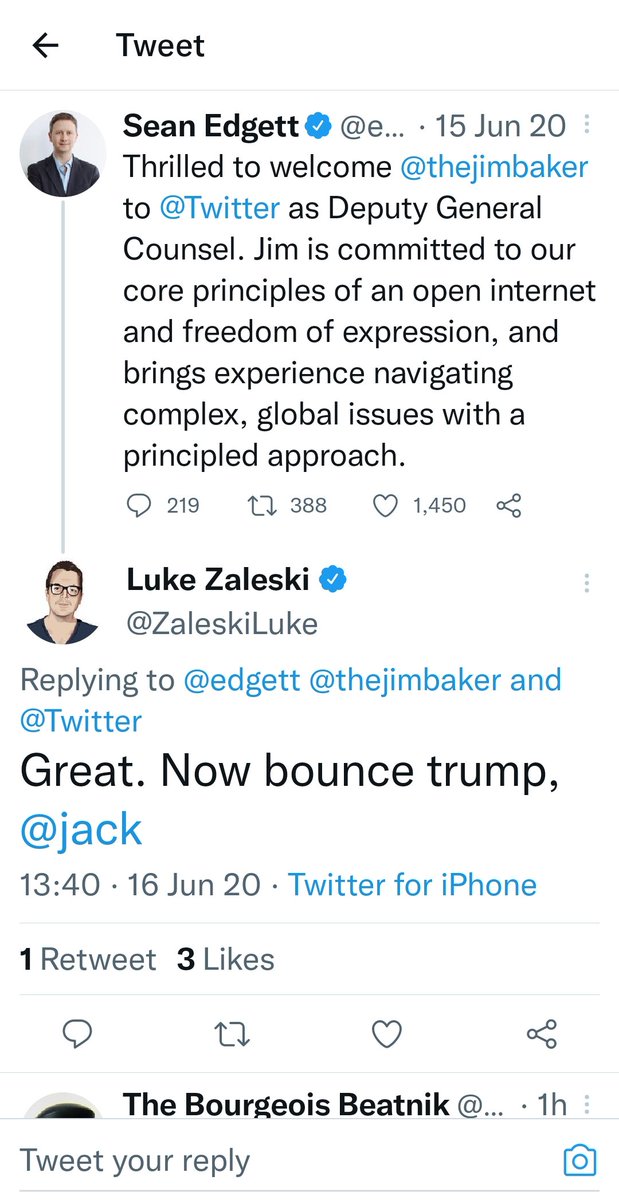 Tweet
Sean Edgett @e... · 15 Jun 20
Thrilled to welcome @thejimbaker
to @Twitter as Deputy General
Counsel. Jim is committed to our
core principles of an open internet
and freedom of expression, and
brings experience navigating
complex, global issues with a
principled approach.
219 388 1,450
Luke Zaleski
@ZaleskiLuke
Replying to @edgett @thejimbaker and
@Twitter
Great. Now bounce trump,
@jack
13:40 · 16 Jun 20 · Twitter for iPhone
1 Retweet 3 Likes
The Bourgeois Beatnik @... · 1h
Tweet your reply